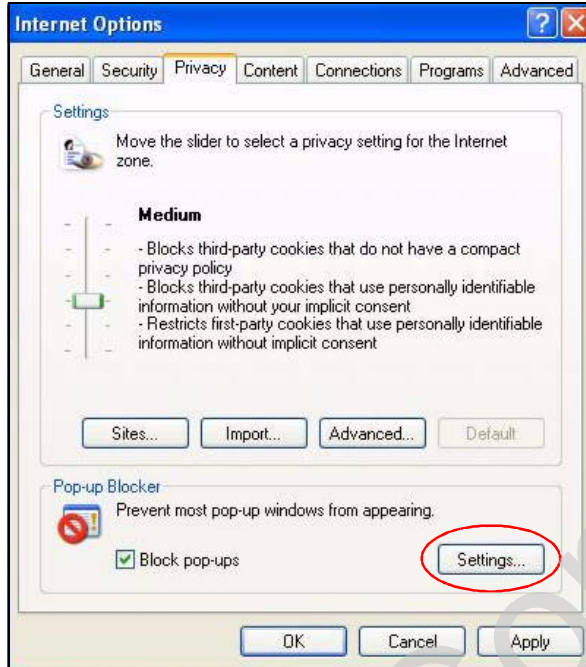 Internet Options
General Security Privacy Content Connections Programs Advanced
Settings
Move the slider to select a privacy setting for the Internet
zone.
Medium
- Blocks third-party cookies that do not have a compact
privacy policy
- Blocks third-party cookies that use personally identifiable
information without your implicit consent
- Restricts first-party cookies that use personally identifiable
information without implicit consent
Sites... Import... Advanced... Default
Pop-up Blocker
Prevent most pop-up windows from appearing.
Block pop-ups Settings...
OK Cancel Apply